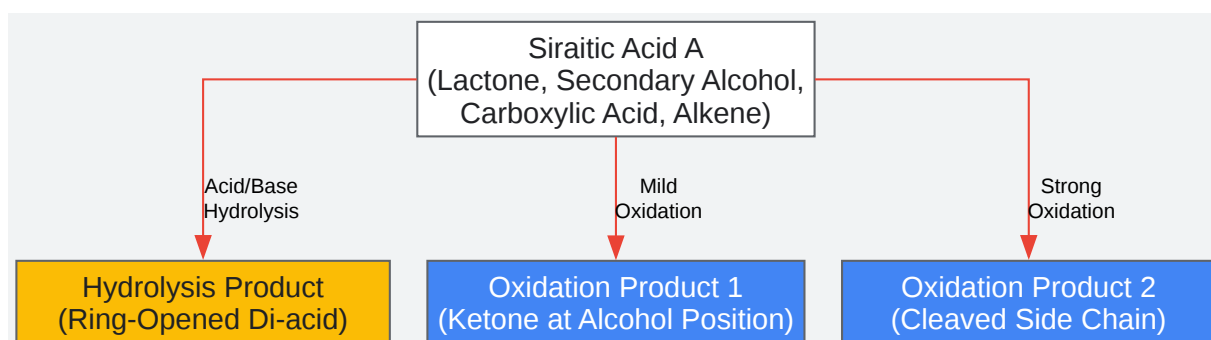 Siraitic Acid A
(Lactone, Secondary Alcohol,
Carboxylic Acid, Alkene)
Acid/Base
Hydrolysis
Mild
Oxidation
Strong
Oxidation
Hydrolysis Product
(Ring-Opened Di-acid)
Oxidation Product 1
(Ketone at Alcohol Position)
Oxidation Product 2
(Cleaved Side Chain)